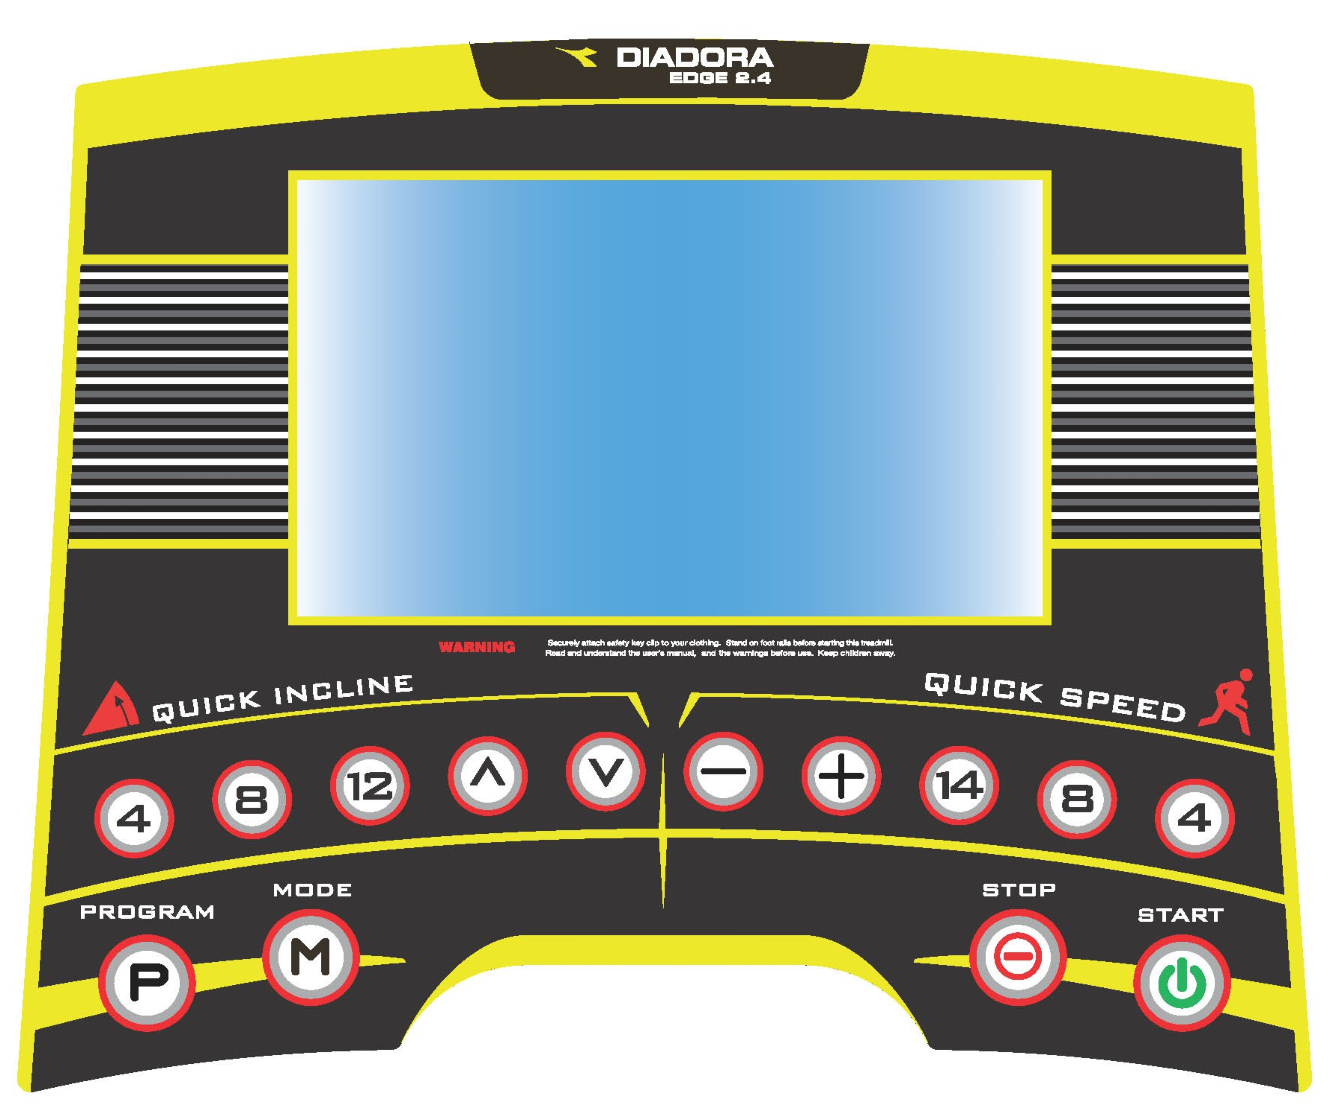 DIADORA
EDGE 2.4
WARNING
Securely attach safety key clip to your clothing. Stand on foot rails before starting this treadmill.
Read and understand the user's manual, and the warnings before use. Keep children away.
QUICK INCLINE
QUICK SPEED
4 8 12 14 8 4
MODE
PROGRAM
STOP
START
P
M